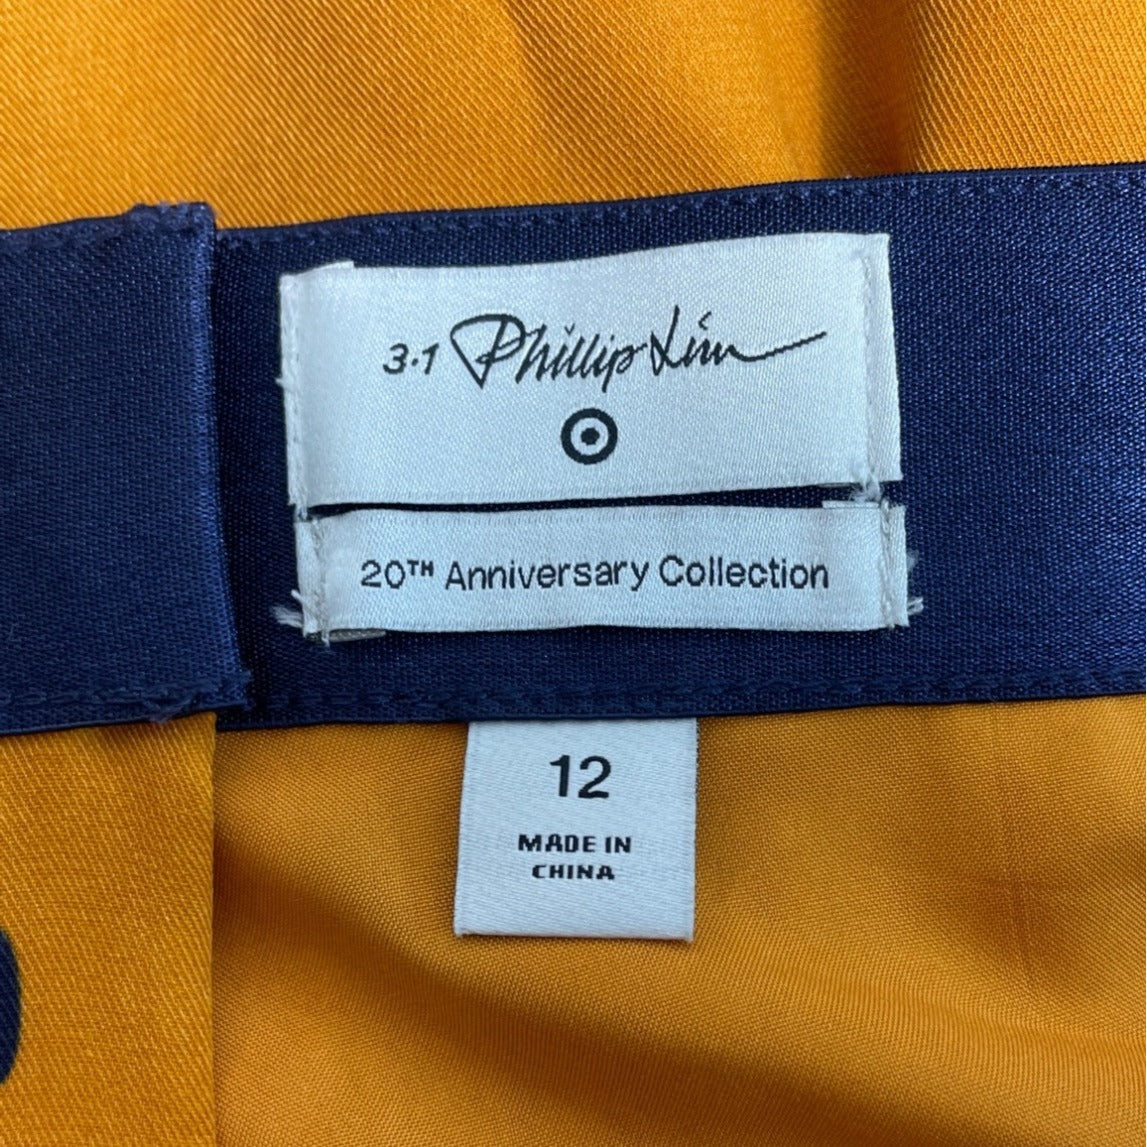 3.1 Phillip Lim
20TH Anniversary Collection
12
MADE IN
CHINA